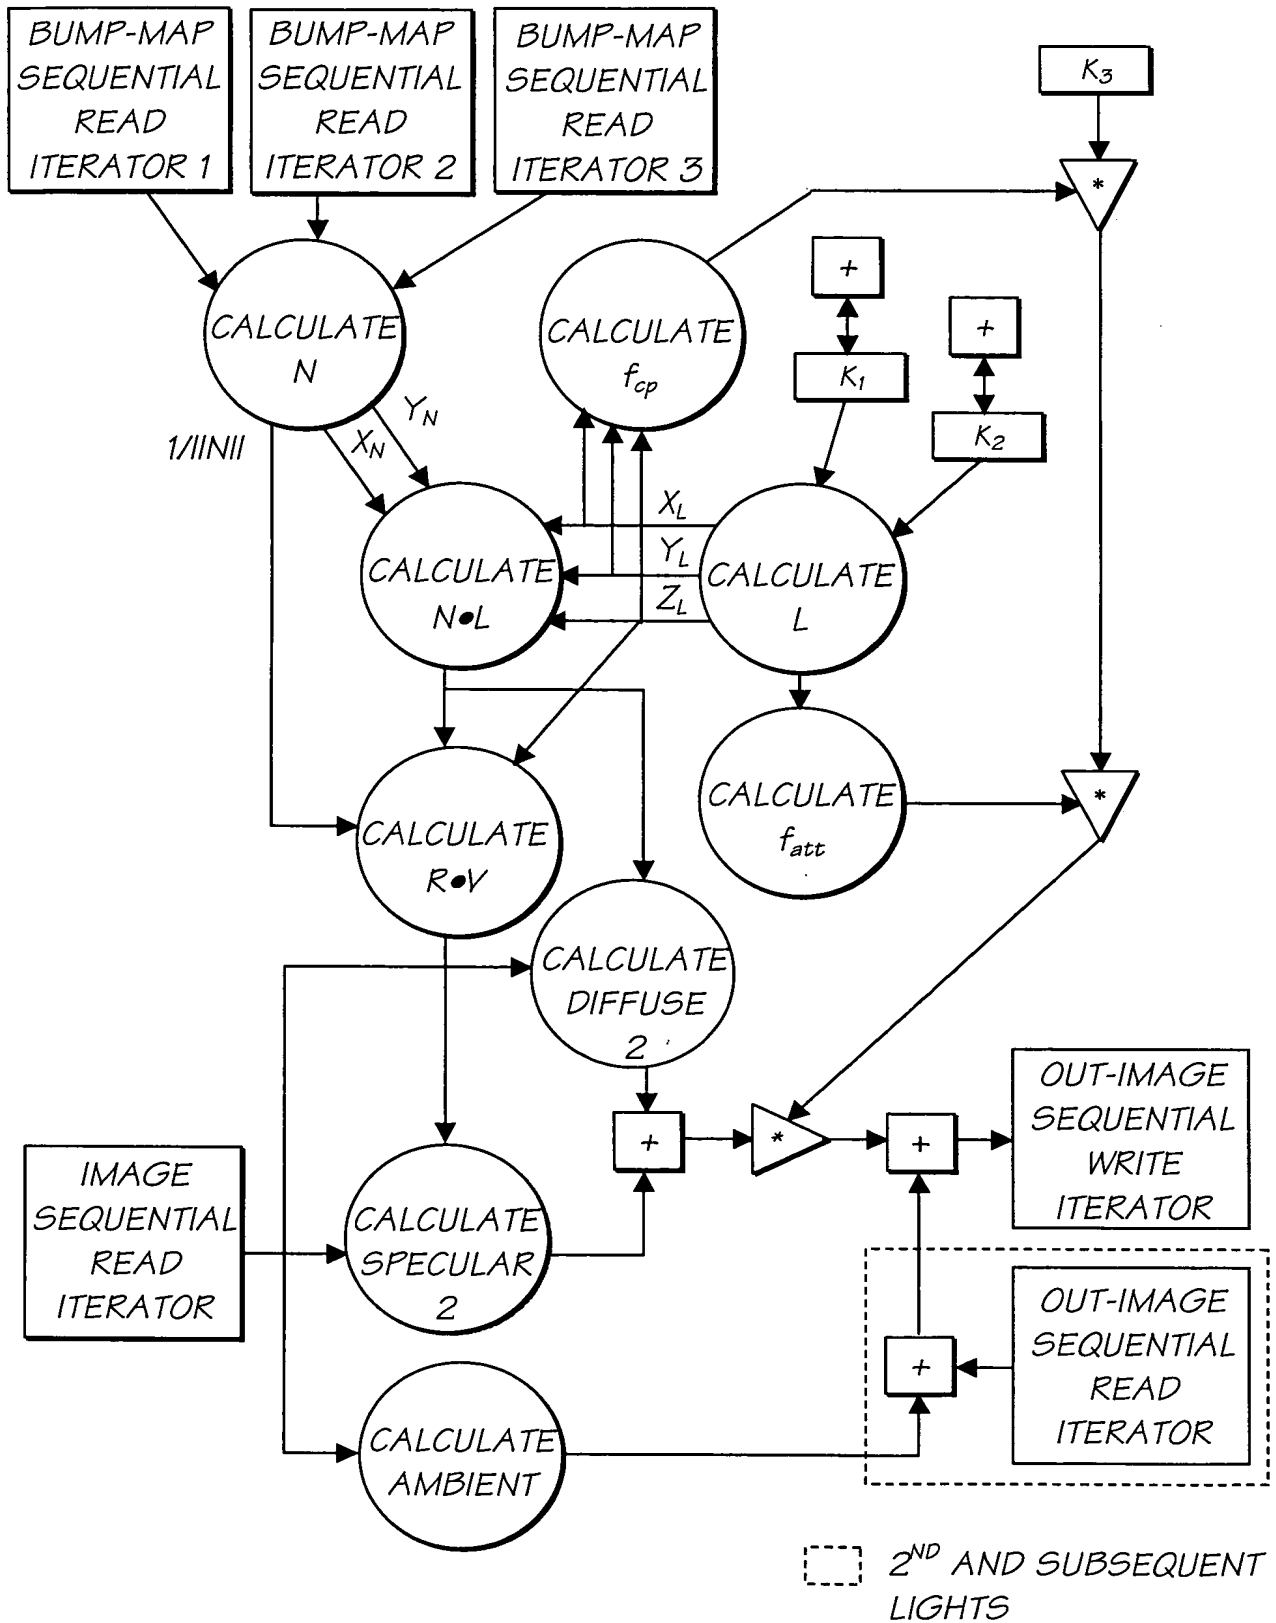 BUMP-MAP
SEQUENTIAL
READ
ITERATOR 1
BUMP-MAP
SEQUENTIAL
READ
ITERATOR 2
BUMP-MAP
SEQUENTIAL
READ
ITERATOR 3
K3
*
CALCULATE
N
CALCULATE
fcp
+
K1
+
K2
1/||N||
XN
YN
CALCULATE
N•L
XL
YL
ZL
CALCULATE
L
CALCULATE
R•V
CALCULATE
fatt
*
CALCULATE
DIFFUSE
2
+
*
+
OUT-IMAGE
SEQUENTIAL
WRITE
ITERATOR
IMAGE
SEQUENTIAL
READ
ITERATOR
CALCULATE
SPECULAR
2
+
OUT-IMAGE
SEQUENTIAL
READ
ITERATOR
CALCULATE
AMBIENT
2ND AND SUBSEQUENT
LIGHTS